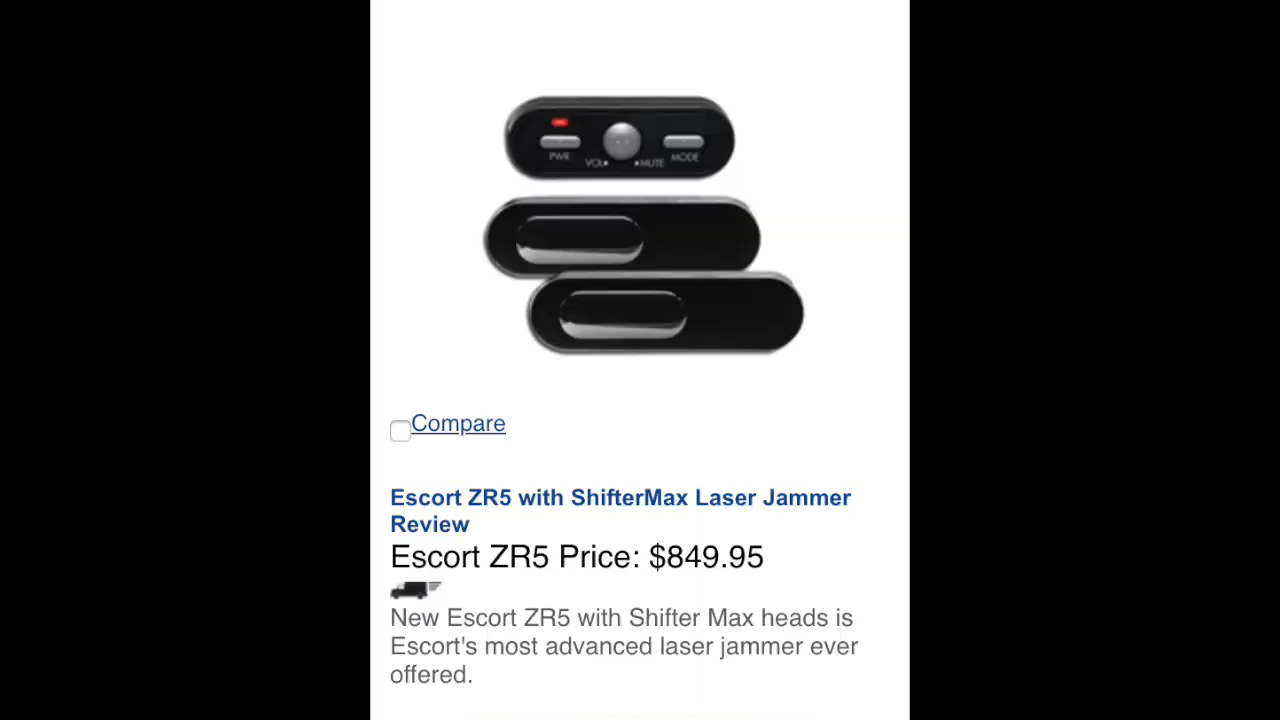 PWR
VOL
MUTE
MODE
Compare
Escort ZR5 with ShifterMax Laser Jammer
Review
Escort ZR5 Price: $849.95
New Escort ZR5 with Shifter Max heads is
Escort's most advanced laser jammer ever
offered.